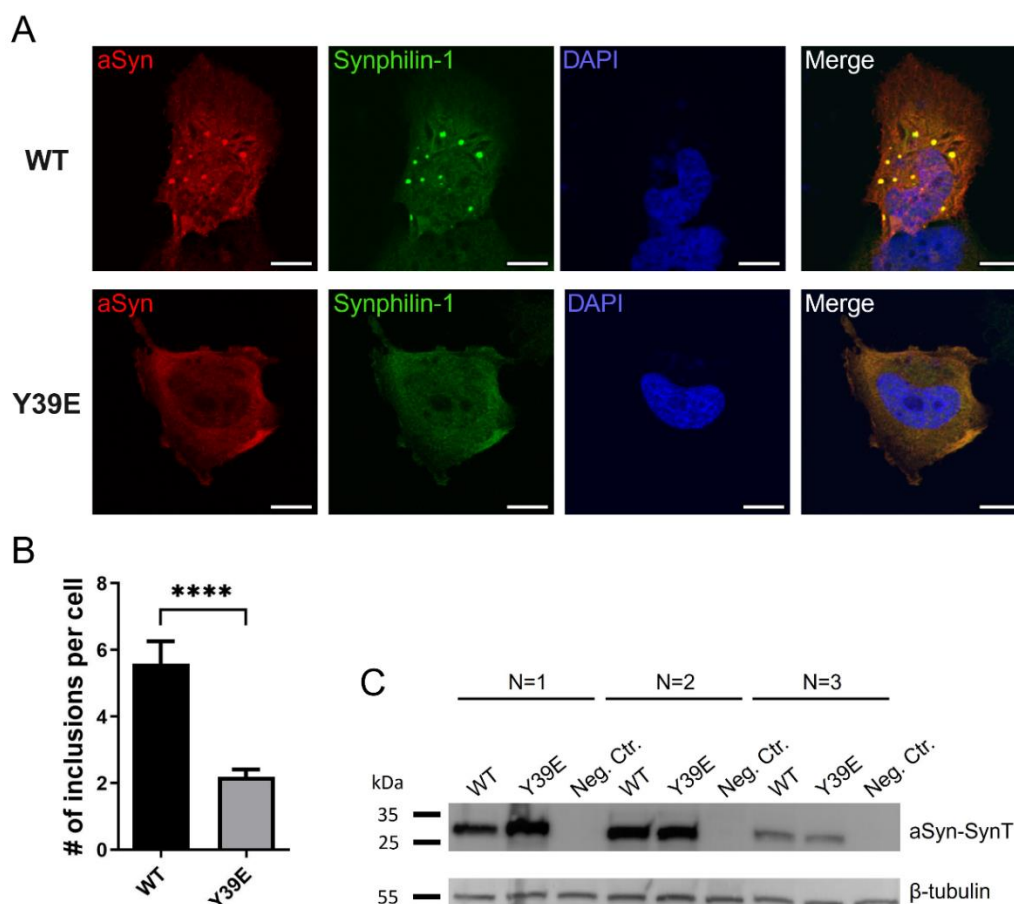 A
aSyn Synphilin-1 DAPI Merge
WT
aSyn Synphilin-1 DAPI Merge
Y39E
B
# of inclusions per cell
8
6
4
2
0
****
WT Y39E
C
N=1 N=2 N=3
kDa WT Y39E Neg. Ctr. WT Y39E Neg. Ctr. WT Y39E Neg. Ctr.
35
25
aSyn-SynT
55
β-tubulin